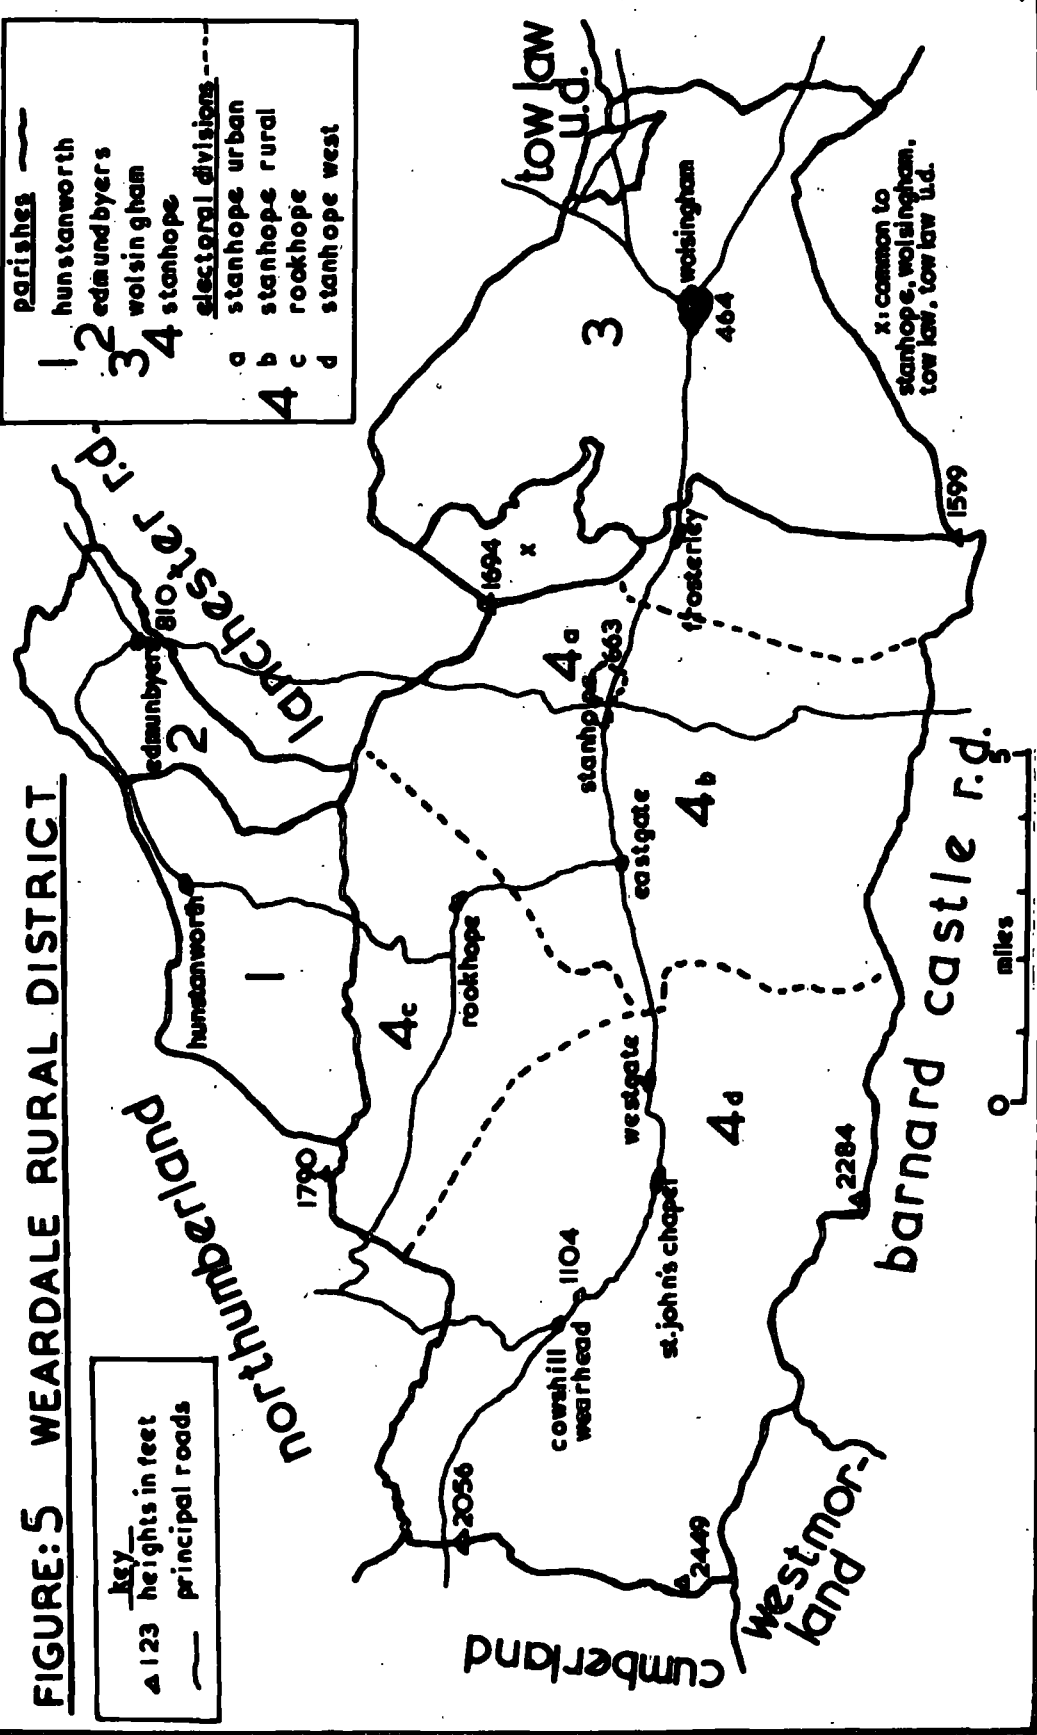 FIGURE: 5 WEARDALE RURAL DISTRICT
key
123 heights in feet
principal roads
parishes
1 hunstanworth
2 edmundbyers
3 wolsingham
4 stanhope
electoral divisions
4
a stanhope urban
b stanhope rural
c rookhope
d stanhope west
northumberland
lanchester r.d.
tow law
u.d.
cumberland
westmor-
land
barnard castle r.d.
hunstanworth
1
edmunbyers
2
810
x
1790
1694
x
3
wolsingham
464
4c
rookhope
4a
stanhope
663
frosterley
eastgate
4b
westgate
4d
st. john's chapel
1104
cowshill
wearhead
2056
2449
2284
1599
x: common to
stanhope, wolsingham,
tow law, tow law u.d.
0
miles
5